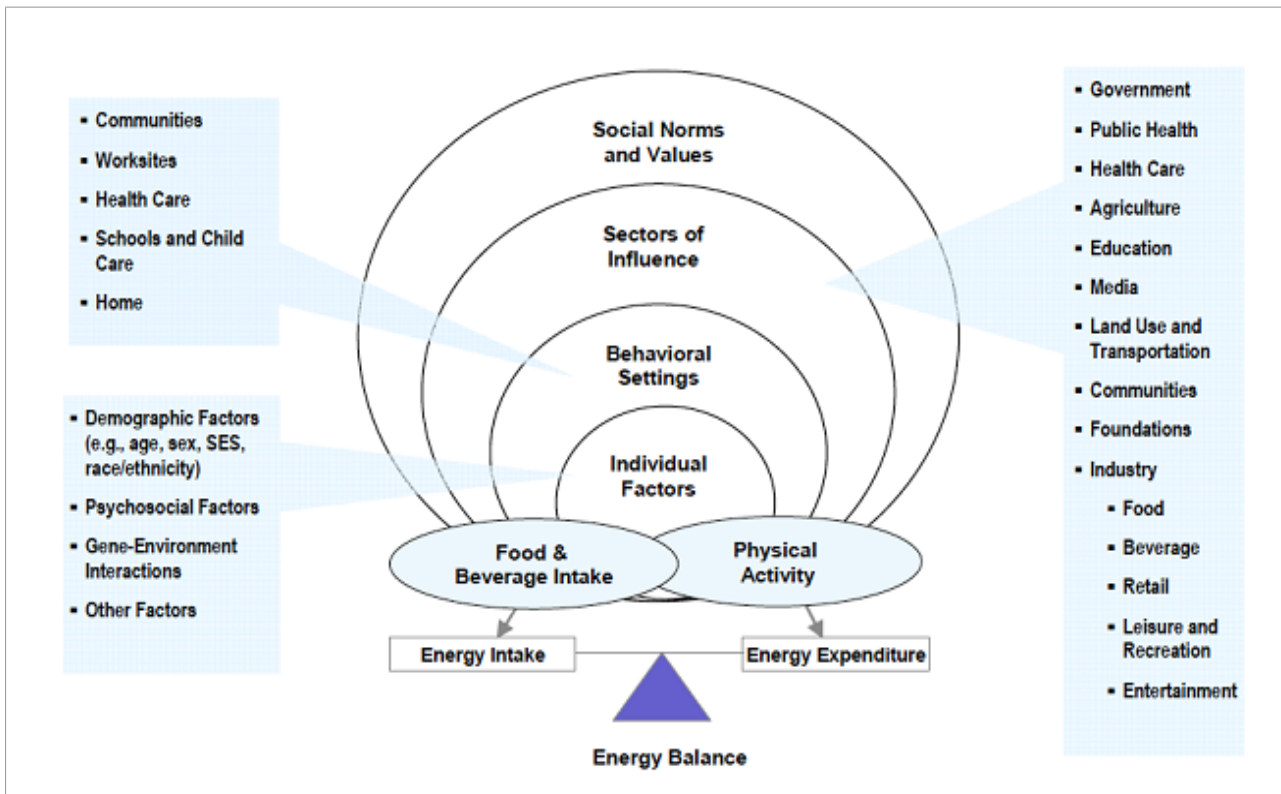 Social Norms
and Values
Sectors of
Influence
Behavioral
Settings
Individual
Factors
▪ Communities
▪ Worksites
▪ Health Care
▪ Schools and Child
Care
▪ Home
▪ Demographic Factors
(e.g., age, sex, SES,
race/ethnicity)
▪ Psychosocial Factors
▪ Gene-Environment
Interactions
▪ Other Factors
▪ Government
▪ Public Health
▪ Health Care
▪ Agriculture
▪ Education
▪ Media
▪ Land Use and
Transportation
▪ Communities
▪ Foundations
▪ Industry
▪ Food
▪ Beverage
▪ Retail
▪ Leisure and
Recreation
▪ Entertainment
Food &
Beverage Intake
Physical
Activity
Energy Intake
Energy Expenditure
Energy Balance